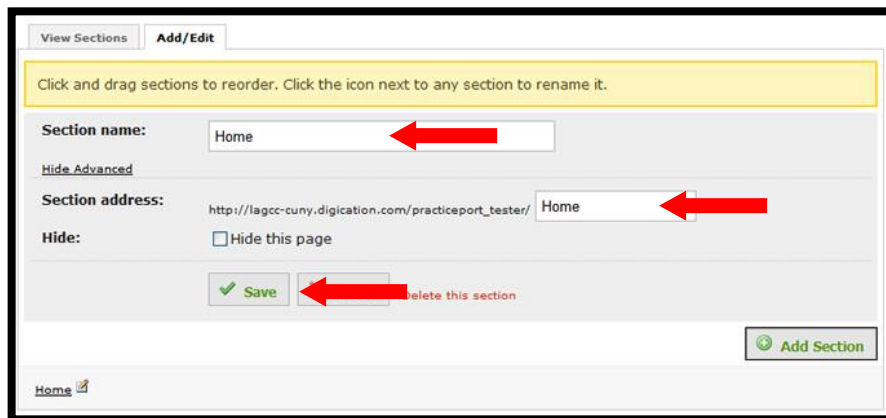 View Sections Add/Edit
Click and drag sections to reorder. Click the icon next to any section to rename it.
Section name: Home
Hide Advanced
Section address: http://lagcc-cuny.digication.com/practiceport_tester/ Home
Hide: Hide this page
Save Delete this section
Add Section
Home